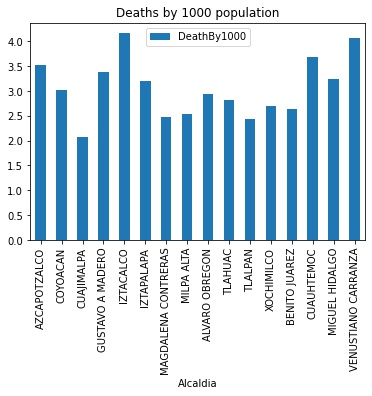 Deaths by 1000 population
DeathBy1000
4.0
3.5
3.0
2.5
2.0
1.5
1.0
0.5
0.0
AZCAPOTZALCO
COYOACAN
CUAJIMALPA
GUSTAVO A MADERO
IZTACALCO
IZTAPALAPA
MAGDALENA CONTRERAS
MILPA ALTA
ALVARO OBREGON
TLAHUAC
TLALPAN
XOCHIMILCO
BENITO JUAREZ
CUAUHTEMOC
MIGUEL HIDALGO
VENUSTIANO CARRANZA
Alcaldia